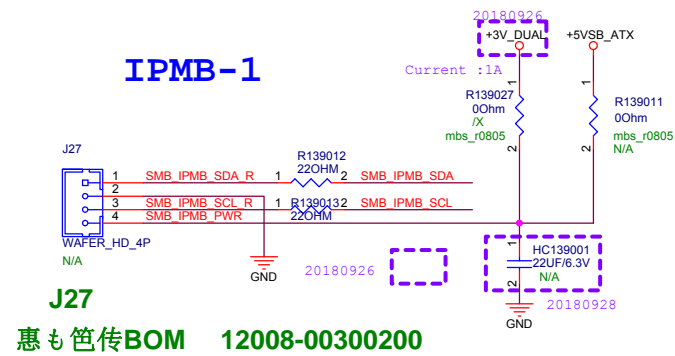 20180926
+3V_DUAL
+5VSB_ATX
IPMB-1
Current :1A
1
1
R139027
0Ohm
/X
mbs_r0805
2
R139011
0Ohm
mbs_r0805
N/A
2
J27
R139012
1 SMB_IPMB_SDA_R 1 22OHM 2 SMB_IPMB_SDA
2
3 SMB_IPMB_SCL_R 1 R139013 2 SMB_IPMB_SCL
4 SMB_IPMB_PWR 22OHM
WAFER_HD_4P
N/A
GND
20180926
1
HC139001
22UF/6.3V
N/A
2
20180928
GND
J27
惠も笆传BOM 12008-00300200